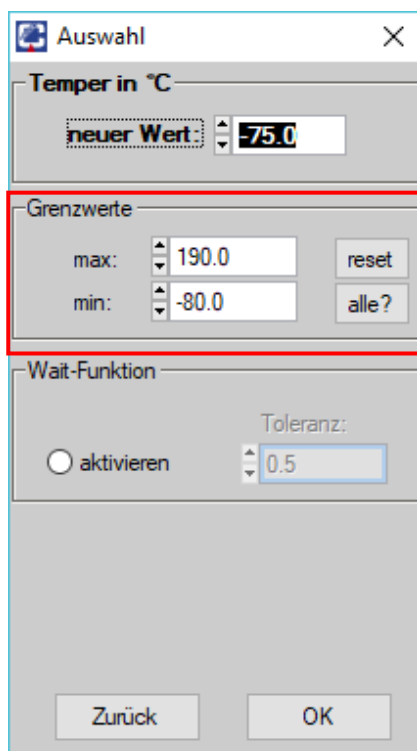 Auswahl
Temper in °C
neuer Wert: -75.0
Grenzwerte
max: 190.0 reset
min: -80.0 alle?
Wait-Funktion
Toleranz:
aktivieren 0.5
Zurück OK